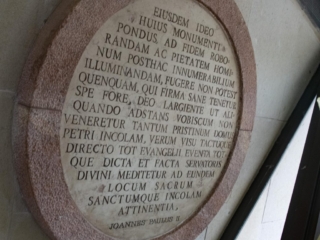 EIUSDEM IDEO
HUIUS MONUMENTI
PONDUS AD FIDEM ROBO-
RANDAM AC PIETATEM HOMI-
NUM POSTHAC INNUMERABILIUM
ILLUMINANDAM, FUGERE NON POTEST
QUENQUAM, QUI FIRMA SANE TENETUR
SPE FORE, DEO LARGIENTE UT ALI-
QUANDO ADSTANS VOBISCUM NON
VENERETUR TANTUM PRISTINUM DOMUS
PETRI INCOLAM, VERUM VISU TACTUQUE
DIRECTO TOT EVANGELII EVENTA TOT-
QUE DICTA ET FACTA SERVATORIS
DIVINI MEDITETUR AD EUNDEM
LOCUM SACRUM
SANCTUMQUE INCOLAM
ATTINENTIA.
JOANNES PAULUS II